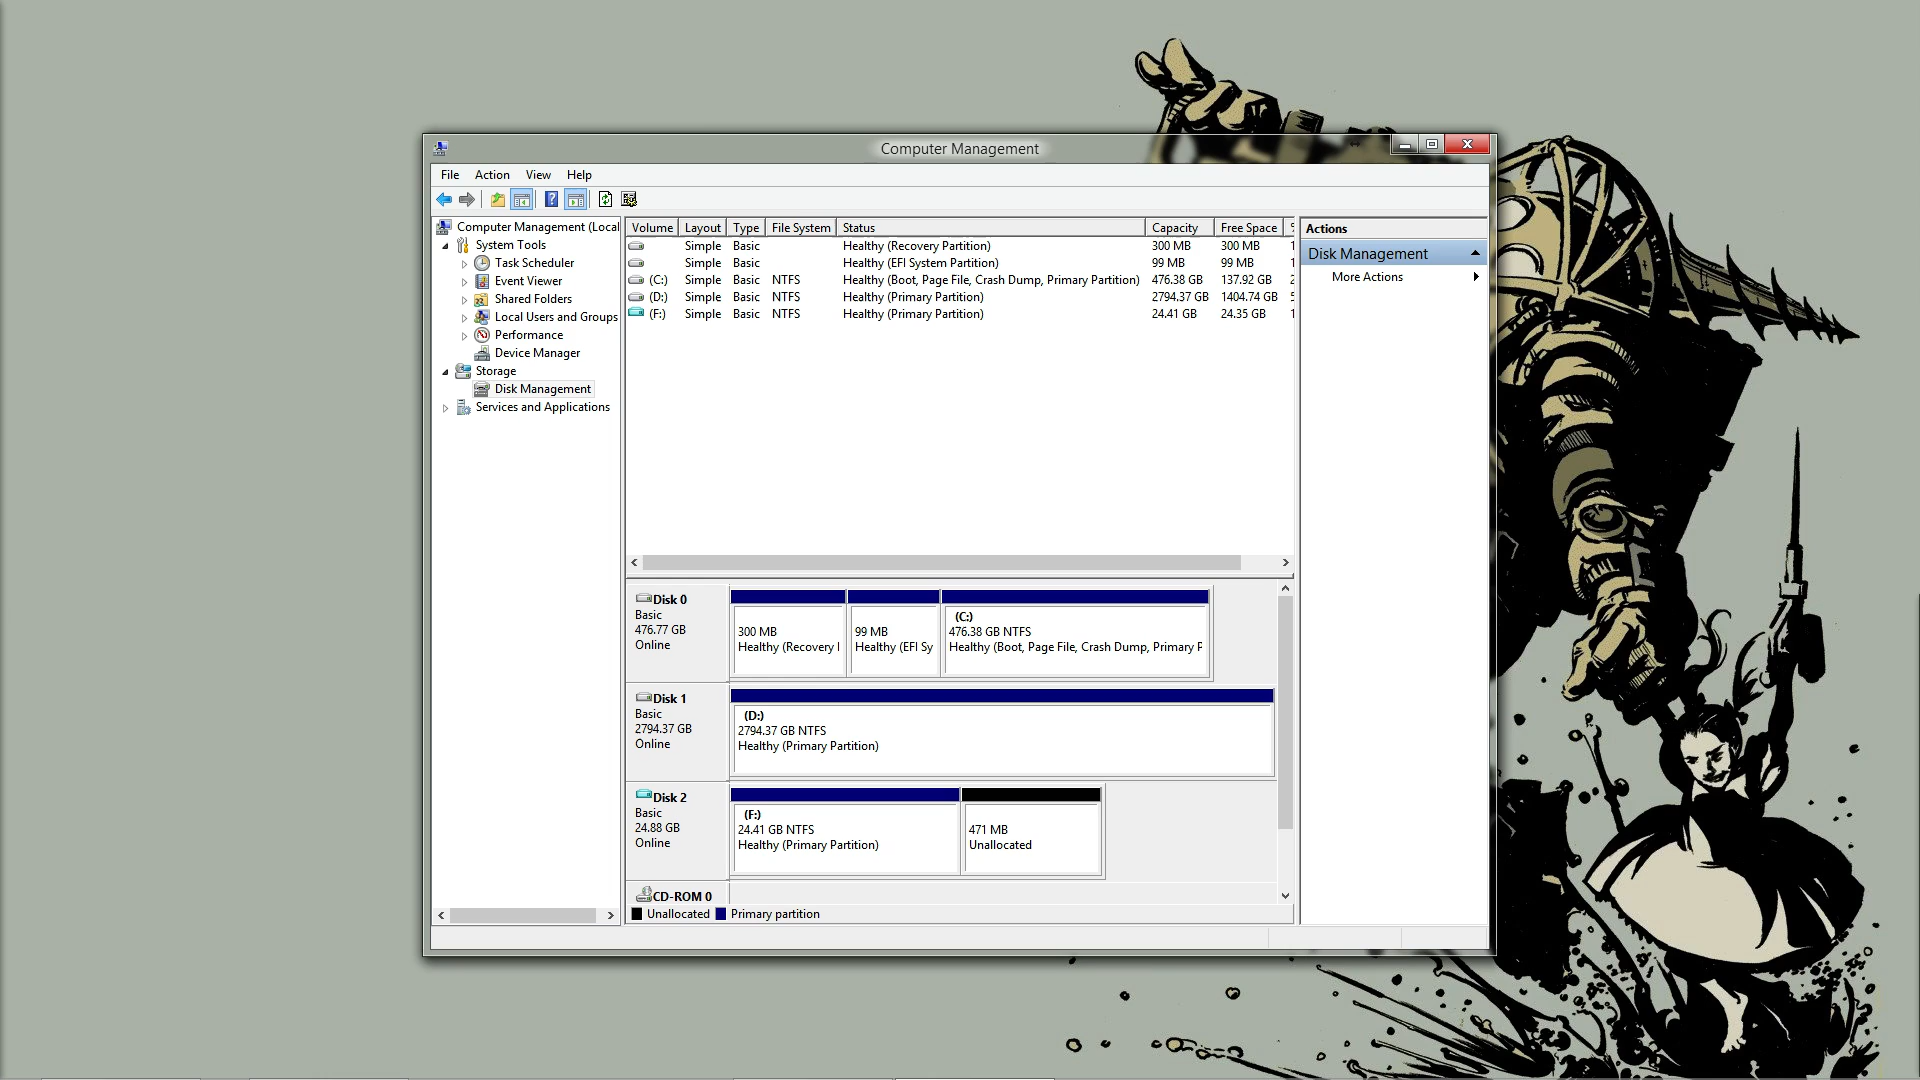 Computer Management
File Action View Help
Computer Management (Local
System Tools
Task Scheduler
Event Viewer
Shared Folders
Local Users and Groups
Performance
Device Manager
Storage
Disk Management
Services and Applications
Volume Layout Type File System Status Capacity Free Space
Simple Basic Healthy (Recovery Partition) 300 MB 300 MB 1
Simple Basic Healthy (EFI System Partition) 99 MB 99 MB 1
(C:) Simple Basic NTFS Healthy (Boot, Page File, Crash Dump, Primary Partition) 476.38 GB 137.92 GB 2
(D:) Simple Basic NTFS Healthy (Primary Partition) 2794.37 GB 1404.74 GB 5
(F:) Simple Basic NTFS Healthy (Primary Partition) 24.41 GB 24.35 GB 1
Actions
Disk Management
More Actions
Disk 0
Basic
476.77 GB
Online
300 MB
Healthy (Recovery
99 MB
Healthy (EFI Sy
(C:)
476.38 GB NTFS
Healthy (Boot, Page File, Crash Dump, Primary P
Disk 1
Basic
2794.37 GB
Online
(D:)
2794.37 GB NTFS
Healthy (Primary Partition)
Disk 2
Basic
24.88 GB
Online
(F:)
24.41 GB NTFS
Healthy (Primary Partition)
471 MB
Unallocated
CD-ROM 0
Unallocated Primary partition